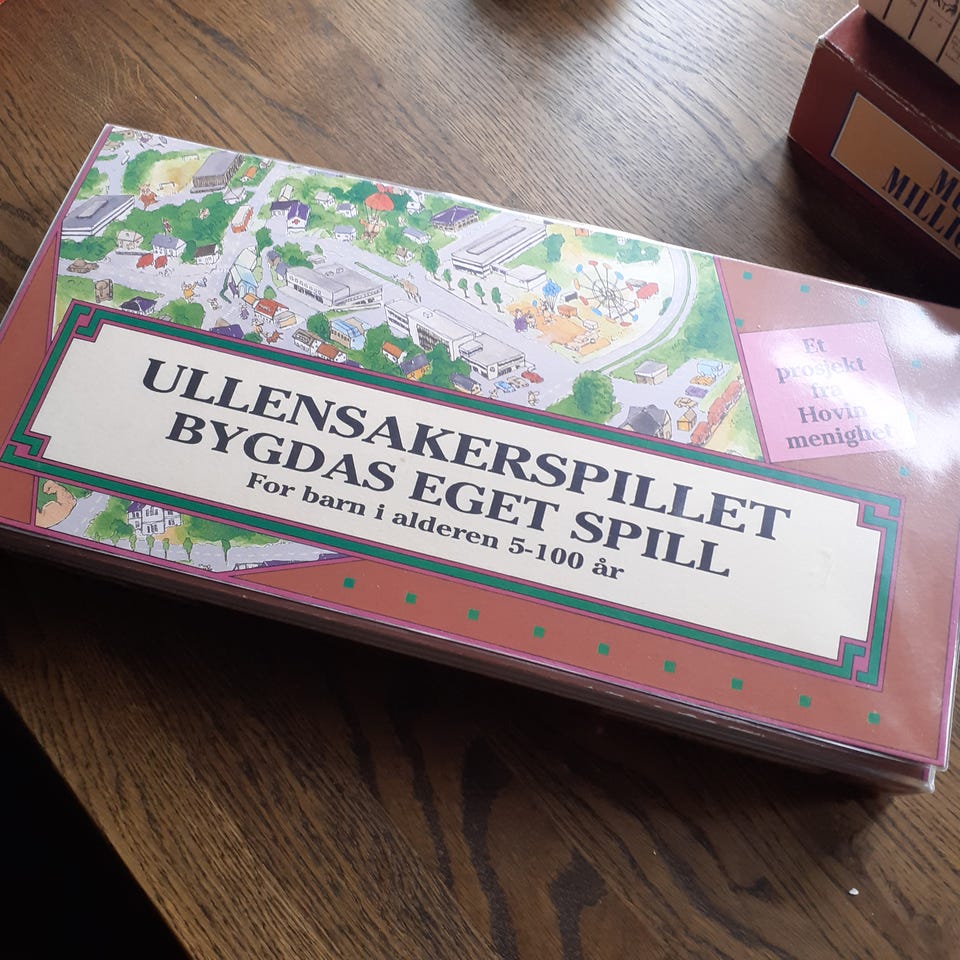 ULLENSAKERSPILLET
BYGDAS EGET SPILL
For barn i alderen 5-100 år
Et
prosjekt
fra
Hovin
menighet